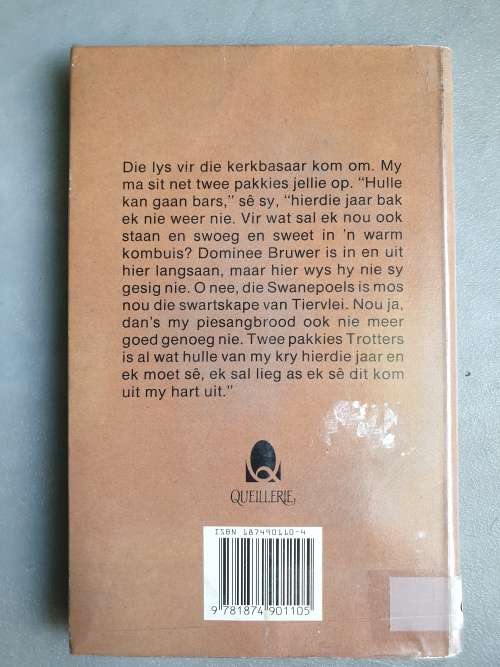 Die lys vir die kerkbasaar kom om. My
ma sit net twee pakkies jellie op. “Hulle
kan gaan bars,” sê sy, “hierdie jaar bak
ek nie weer nie. Vir wat sal ek nou ook
staan en swoeg en sweet in 'n warm
kombuis? Dominee Bruwer is in en uit
hier langsaan, maar hier wys hy nie sy
gesig nie. O nee, die Swanepoels is mos
nou die swartskape van Tiervlei. Nou ja,
dan's my piesangbrood ook nie meer
goed genoeg nie. Twee pakkies Trotters
is al wat hulle van my kry hierdie jaar en
ek moet sê, ek sal lieg as ek sê dit kom
uit my hart uit.”
QUEILLERIE
ISBN 187490110-4
9 781874 901105